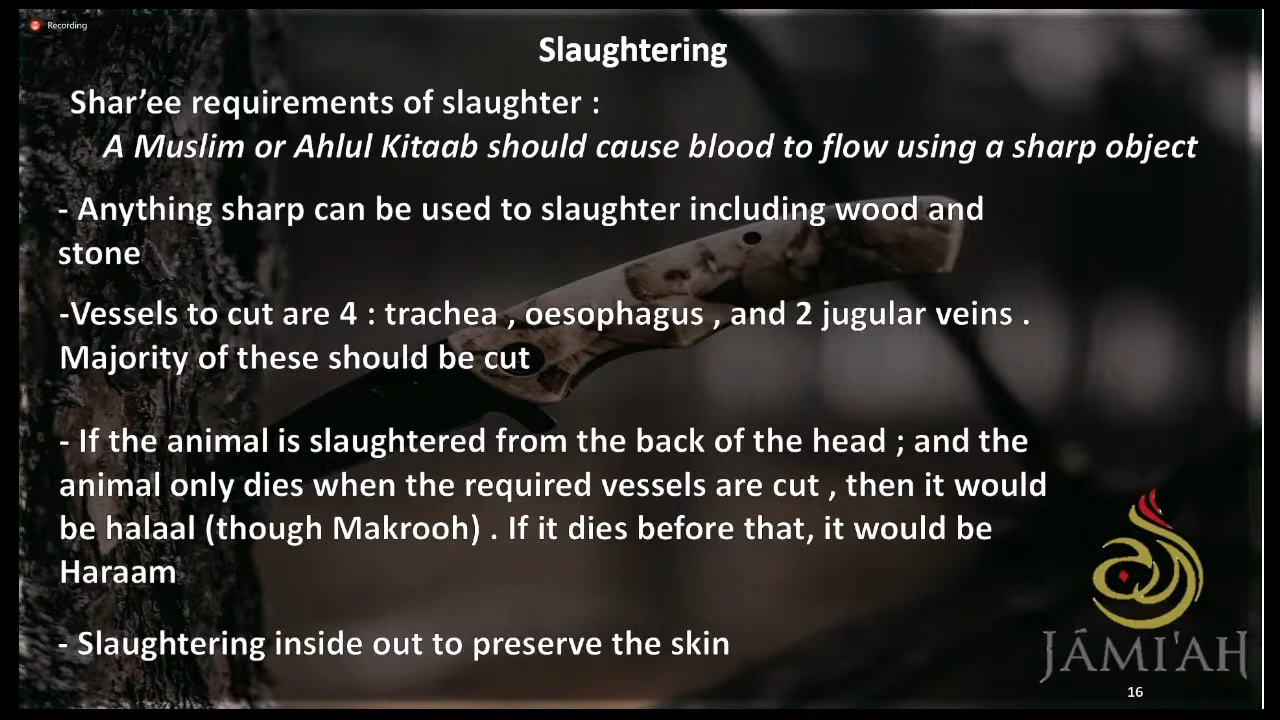 Recording
Slaughtering
Shar’ee requirements of slaughter :
A Muslim or Ahlul Kitaab should cause blood to flow using a sharp object
- Anything sharp can be used to slaughter including wood and
stone
-Vessels to cut are 4 : trachea , oesophagus , and 2 jugular veins .
Majority of these should be cut
- If the animal is slaughtered from the back of the head ; and the
animal only dies when the required vessels are cut , then it would
be halaal (though Makrooh) . If it dies before that, it would be
Haraam
- Slaughtering inside out to preserve the skin
JÁMI'AH
16